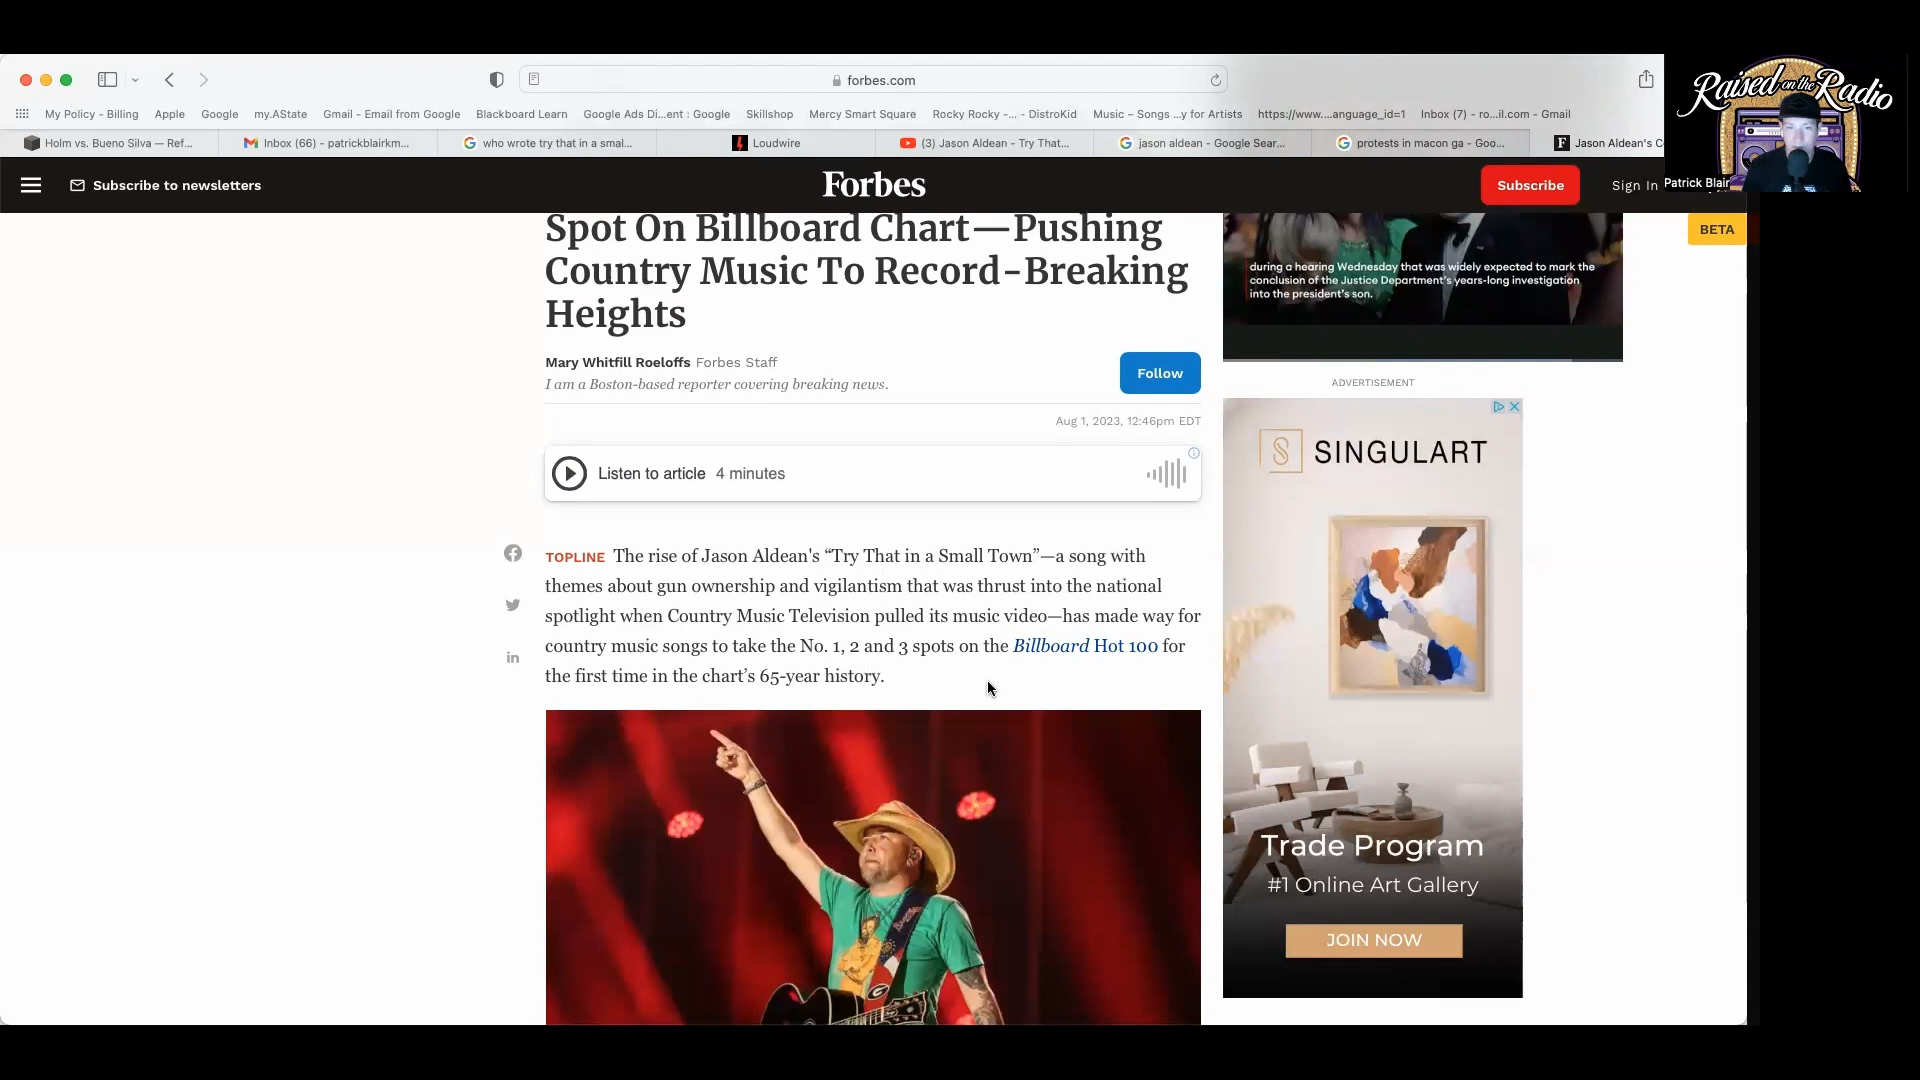 forbes.com
My Policy - Billing Apple Google my.AState Gmail - Email from Google Blackboard Learn Google Ads Di...ent : Google Skillshop Mercy Smart Square Rocky Rocky -... - DistroKid Music – Songs ...y for Artists https://www....anguage_id=1 Inbox (7) - ro...il.com - Gmail
Holm vs. Bueno Silva — Ref... Inbox (66) - patrickblairkm... who wrote try that in a smal... Loudwire (3) Jason Aldean - Try That... jason aldean - Google Sear... protests in macon ga - Goo... Jason Aldean's C
Raised on the Radio
Patrick Blair
Subscribe to newsletters
Forbes
Subscribe
Sign In
BETA
Spot On Billboard Chart—Pushing
Country Music To Record-Breaking
Heights
Mary Whitfill Roeloffs Forbes Staff
I am a Boston-based reporter covering breaking news.
Follow
Aug 1, 2023, 12:46pm EDT
Listen to article 4 minutes
TOPLINE The rise of Jason Aldean's “Try That in a Small Town”—a song with
themes about gun ownership and vigilantism that was thrust into the national
spotlight when Country Music Television pulled its music video—has made way for
country music songs to take the No. 1, 2 and 3 spots on the Billboard Hot 100 for
the first time in the chart’s 65-year history.
G
during a hearing Wednesday that was widely expected to mark the
conclusion of the Justice Department's years-long investigation
into the president's son.
ADVERTISEMENT
SINGULART
Trade Program
#1 Online Art Gallery
JOIN NOW